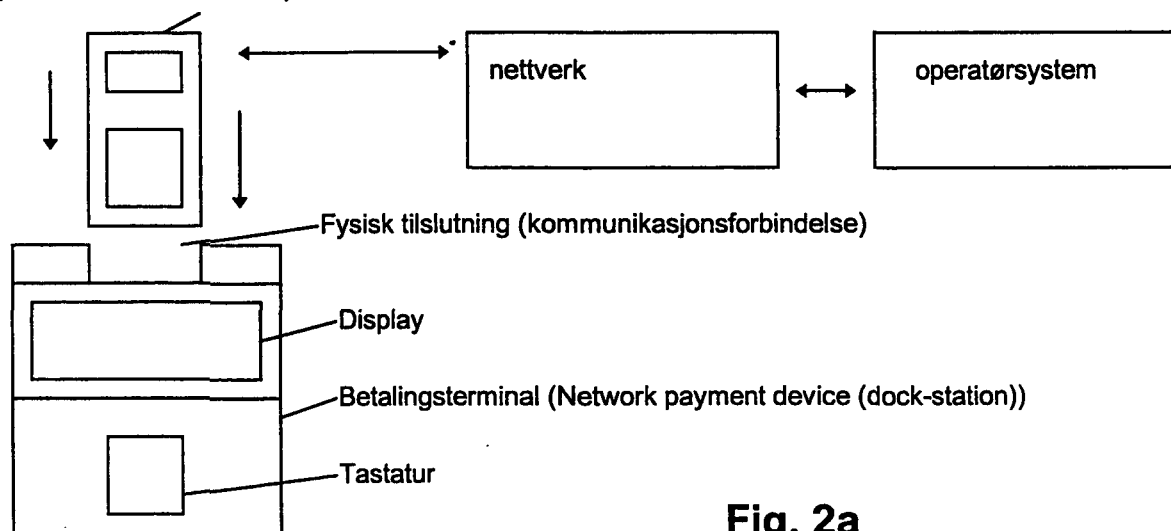 nettverk
operatørsystem
Fysisk tilslutning (kommunikasjonsforbindelse)
Display
Betalingsterminal (Network payment device (dock-station))
Tastatur
Fig. 2a